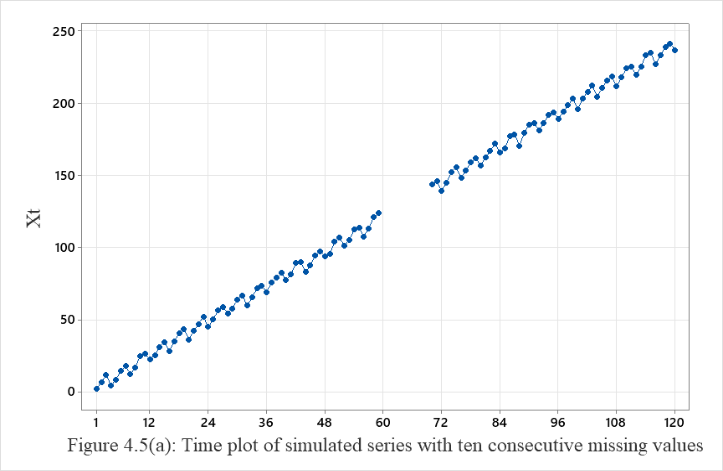 250
200
150
100
50
0
Xt
1 12 24 36 48 60 72 84 96 108 120
Figure 4.5(a): Time plot of simulated series with ten consecutive missing values